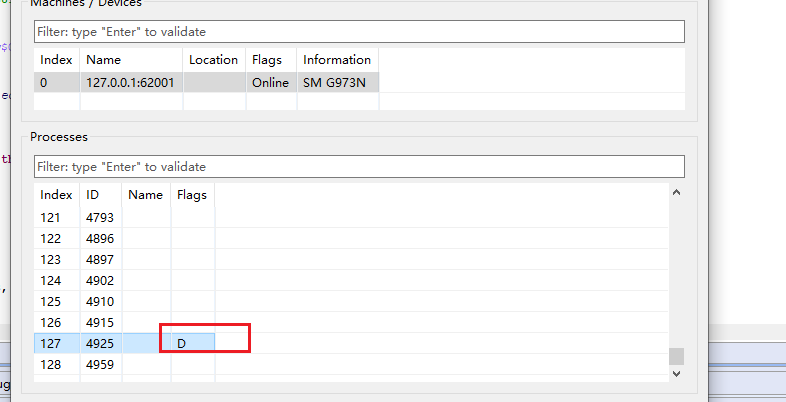 Machines / Devices
Filter: type "Enter" to validate
Index Name Location Flags Information
0 127.0.0.1:62001 Online SM G973N
Processes
Filter: type "Enter" to validate
Index ID Name Flags
121 4793
122 4896
123 4897
124 4902
125 4910
126 4915
127 4925 D
128 4959